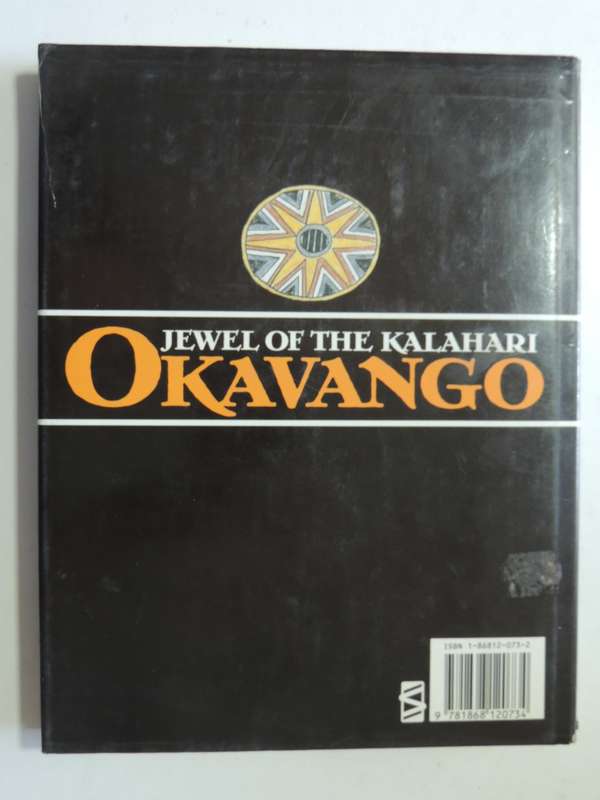 JEWEL OF THE KALAHARI
OKAVANGO
ISBN 1-86812-073-2
9 781868 120734